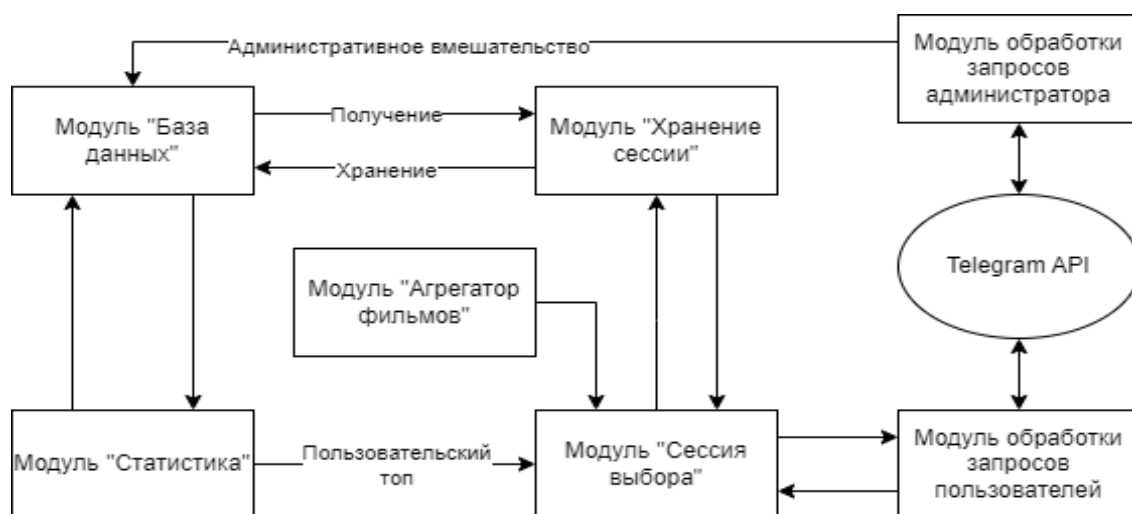 Административное вмешательство
Модуль обработки
запросов
администратора
Модуль "База
данных"
Получение
Хранение
Модуль "Хранение
сессии"
Telegram API
Модуль "Агрегатор
фильмов"
Модуль "Статистика"
Пользовательский
топ
Модуль "Сессия
выбора"
Модуль обработки
запросов
пользователей